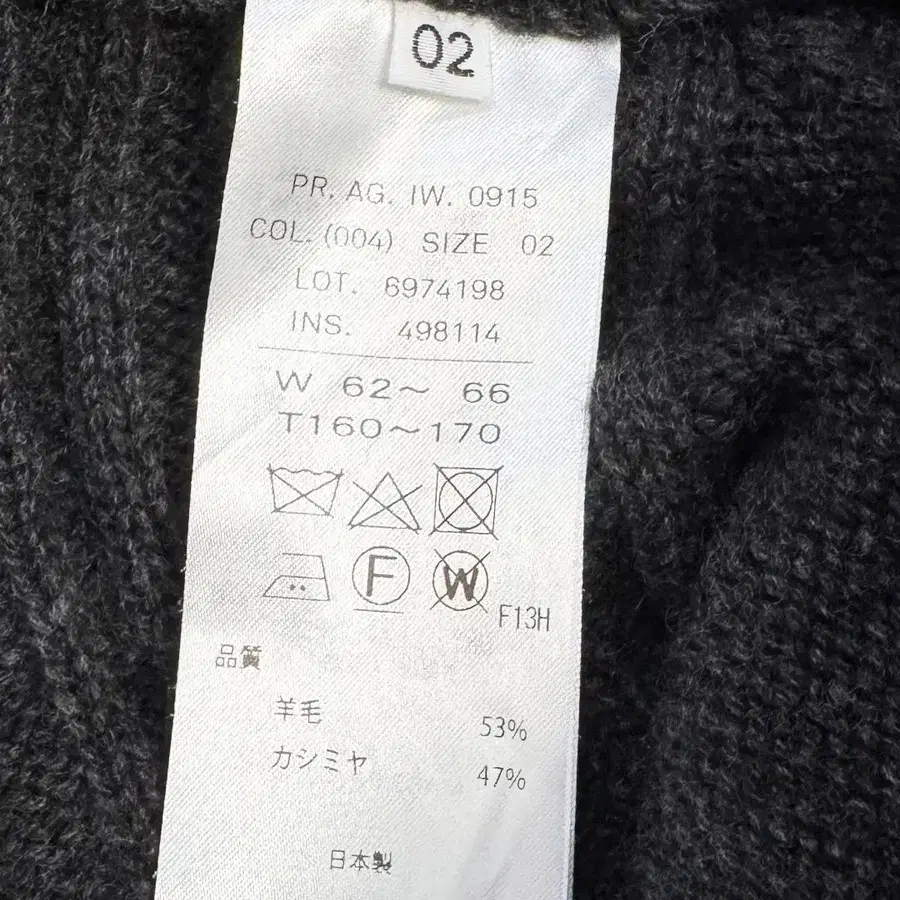 02
PR. AG. IW. 0915
COL. (004) SIZE 02
LOT. 6974198
INS. 498114
W 62～ 66
T160～170
F W F13H
品質
羊毛 53%
カシミヤ 47%
日本製